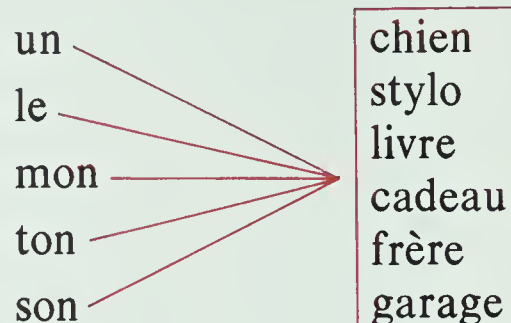 un
le
mon
ton
son
chien
stylo
livre
cadeau
frère
garage